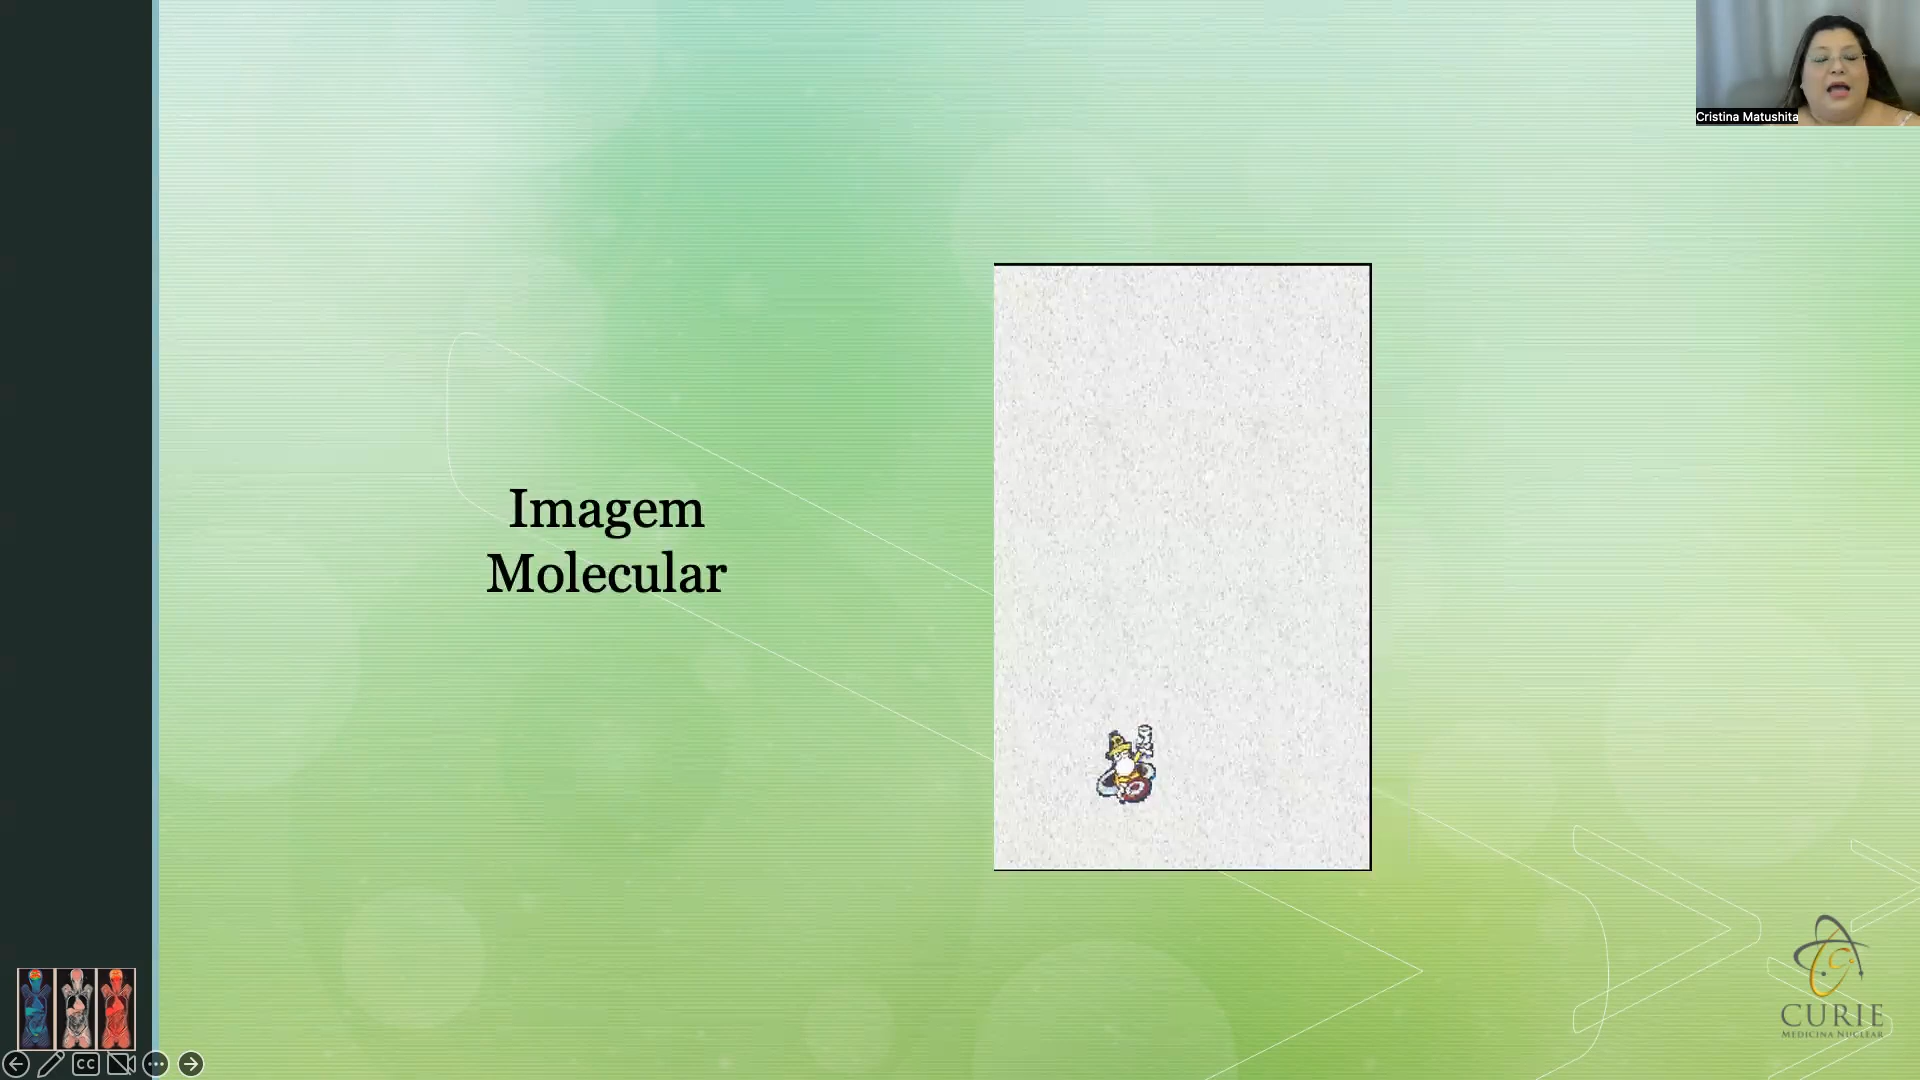 Cristina Matushita
Imagem
Molecular
CURIE
MEDICINA NUCLEAR
CC